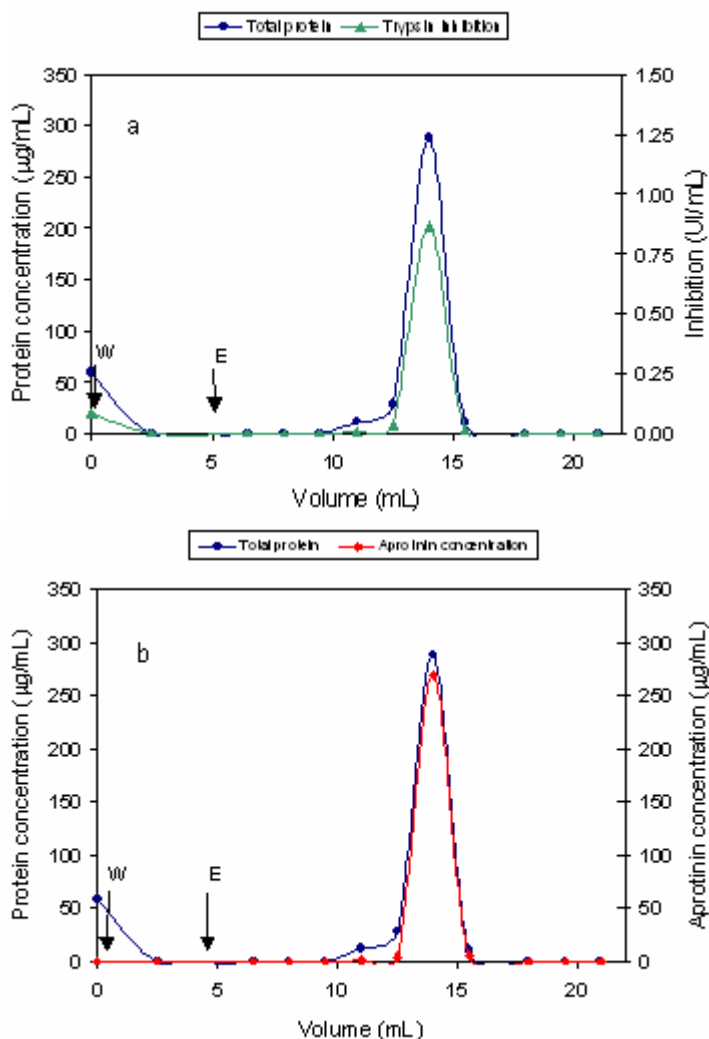 Total protein Trypsin Inhibition
a
Protein concentration (µg/mL)
350
300
250
200
150
100
50
0
W
E
1.50
1.25
1.00
0.75
0.50
0.25
0.00
Inhibition (UI/mL)
0 5 10 15 20
Volume (mL)
Total protein Aprotinin concentration
b
Protein concentration (µg/mL)
350
300
250
200
150
100
50
0
W
E
350
300
250
200
150
100
50
0
Aprotinin concentration (µg/mL)
0 5 10 15 20
Volume (mL)